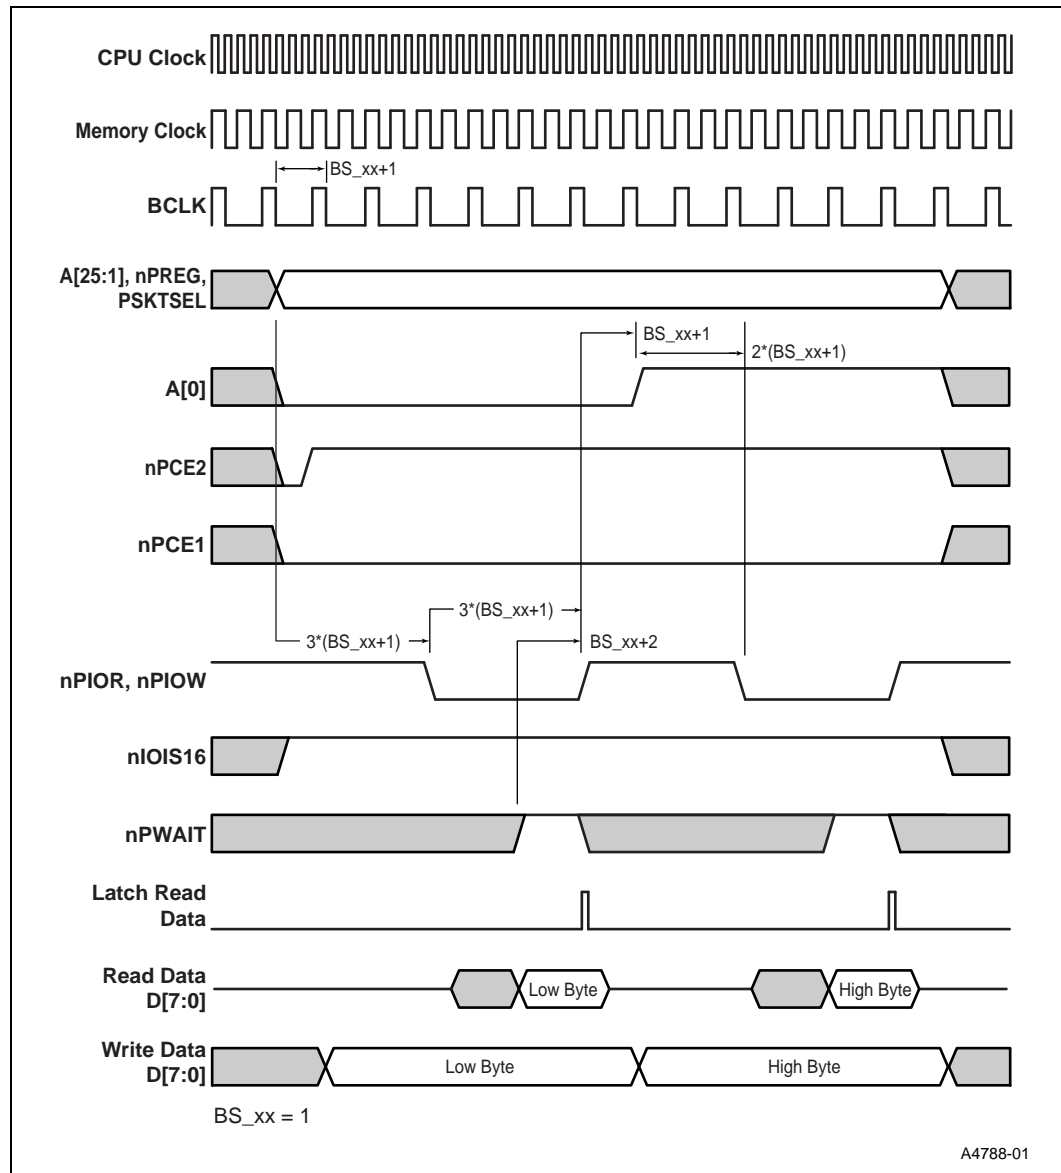 CPU Clock
Memory Clock
BS_xx+1
BCLK
A[25:1], nPREG,
PSKTSEL
BS_xx+1
2*(BS_xx+1)
A[0]
nPCE2
nPCE1
3*(BS_xx+1)
3*(BS_xx+1)
BS_xx+2
nPIOR, nPIOW
nIOIS16
nPWAIT
Latch Read
Data
Read Data
D[7:0]
Low Byte
High Byte
Write Data
D[7:0]
Low Byte
High Byte
BS_xx = 1
A4788-01